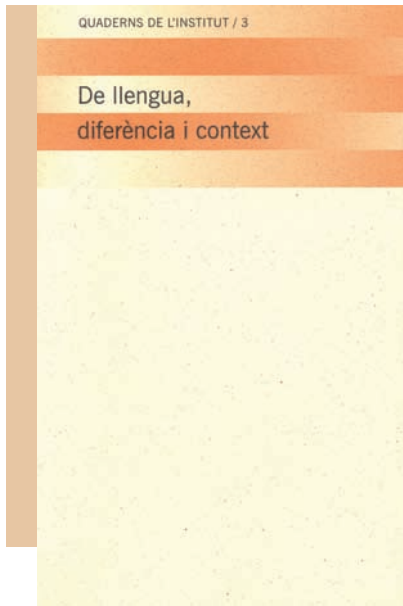 QUADERNS DE L'INSTITUT / 3
De llengua,
diferència i context